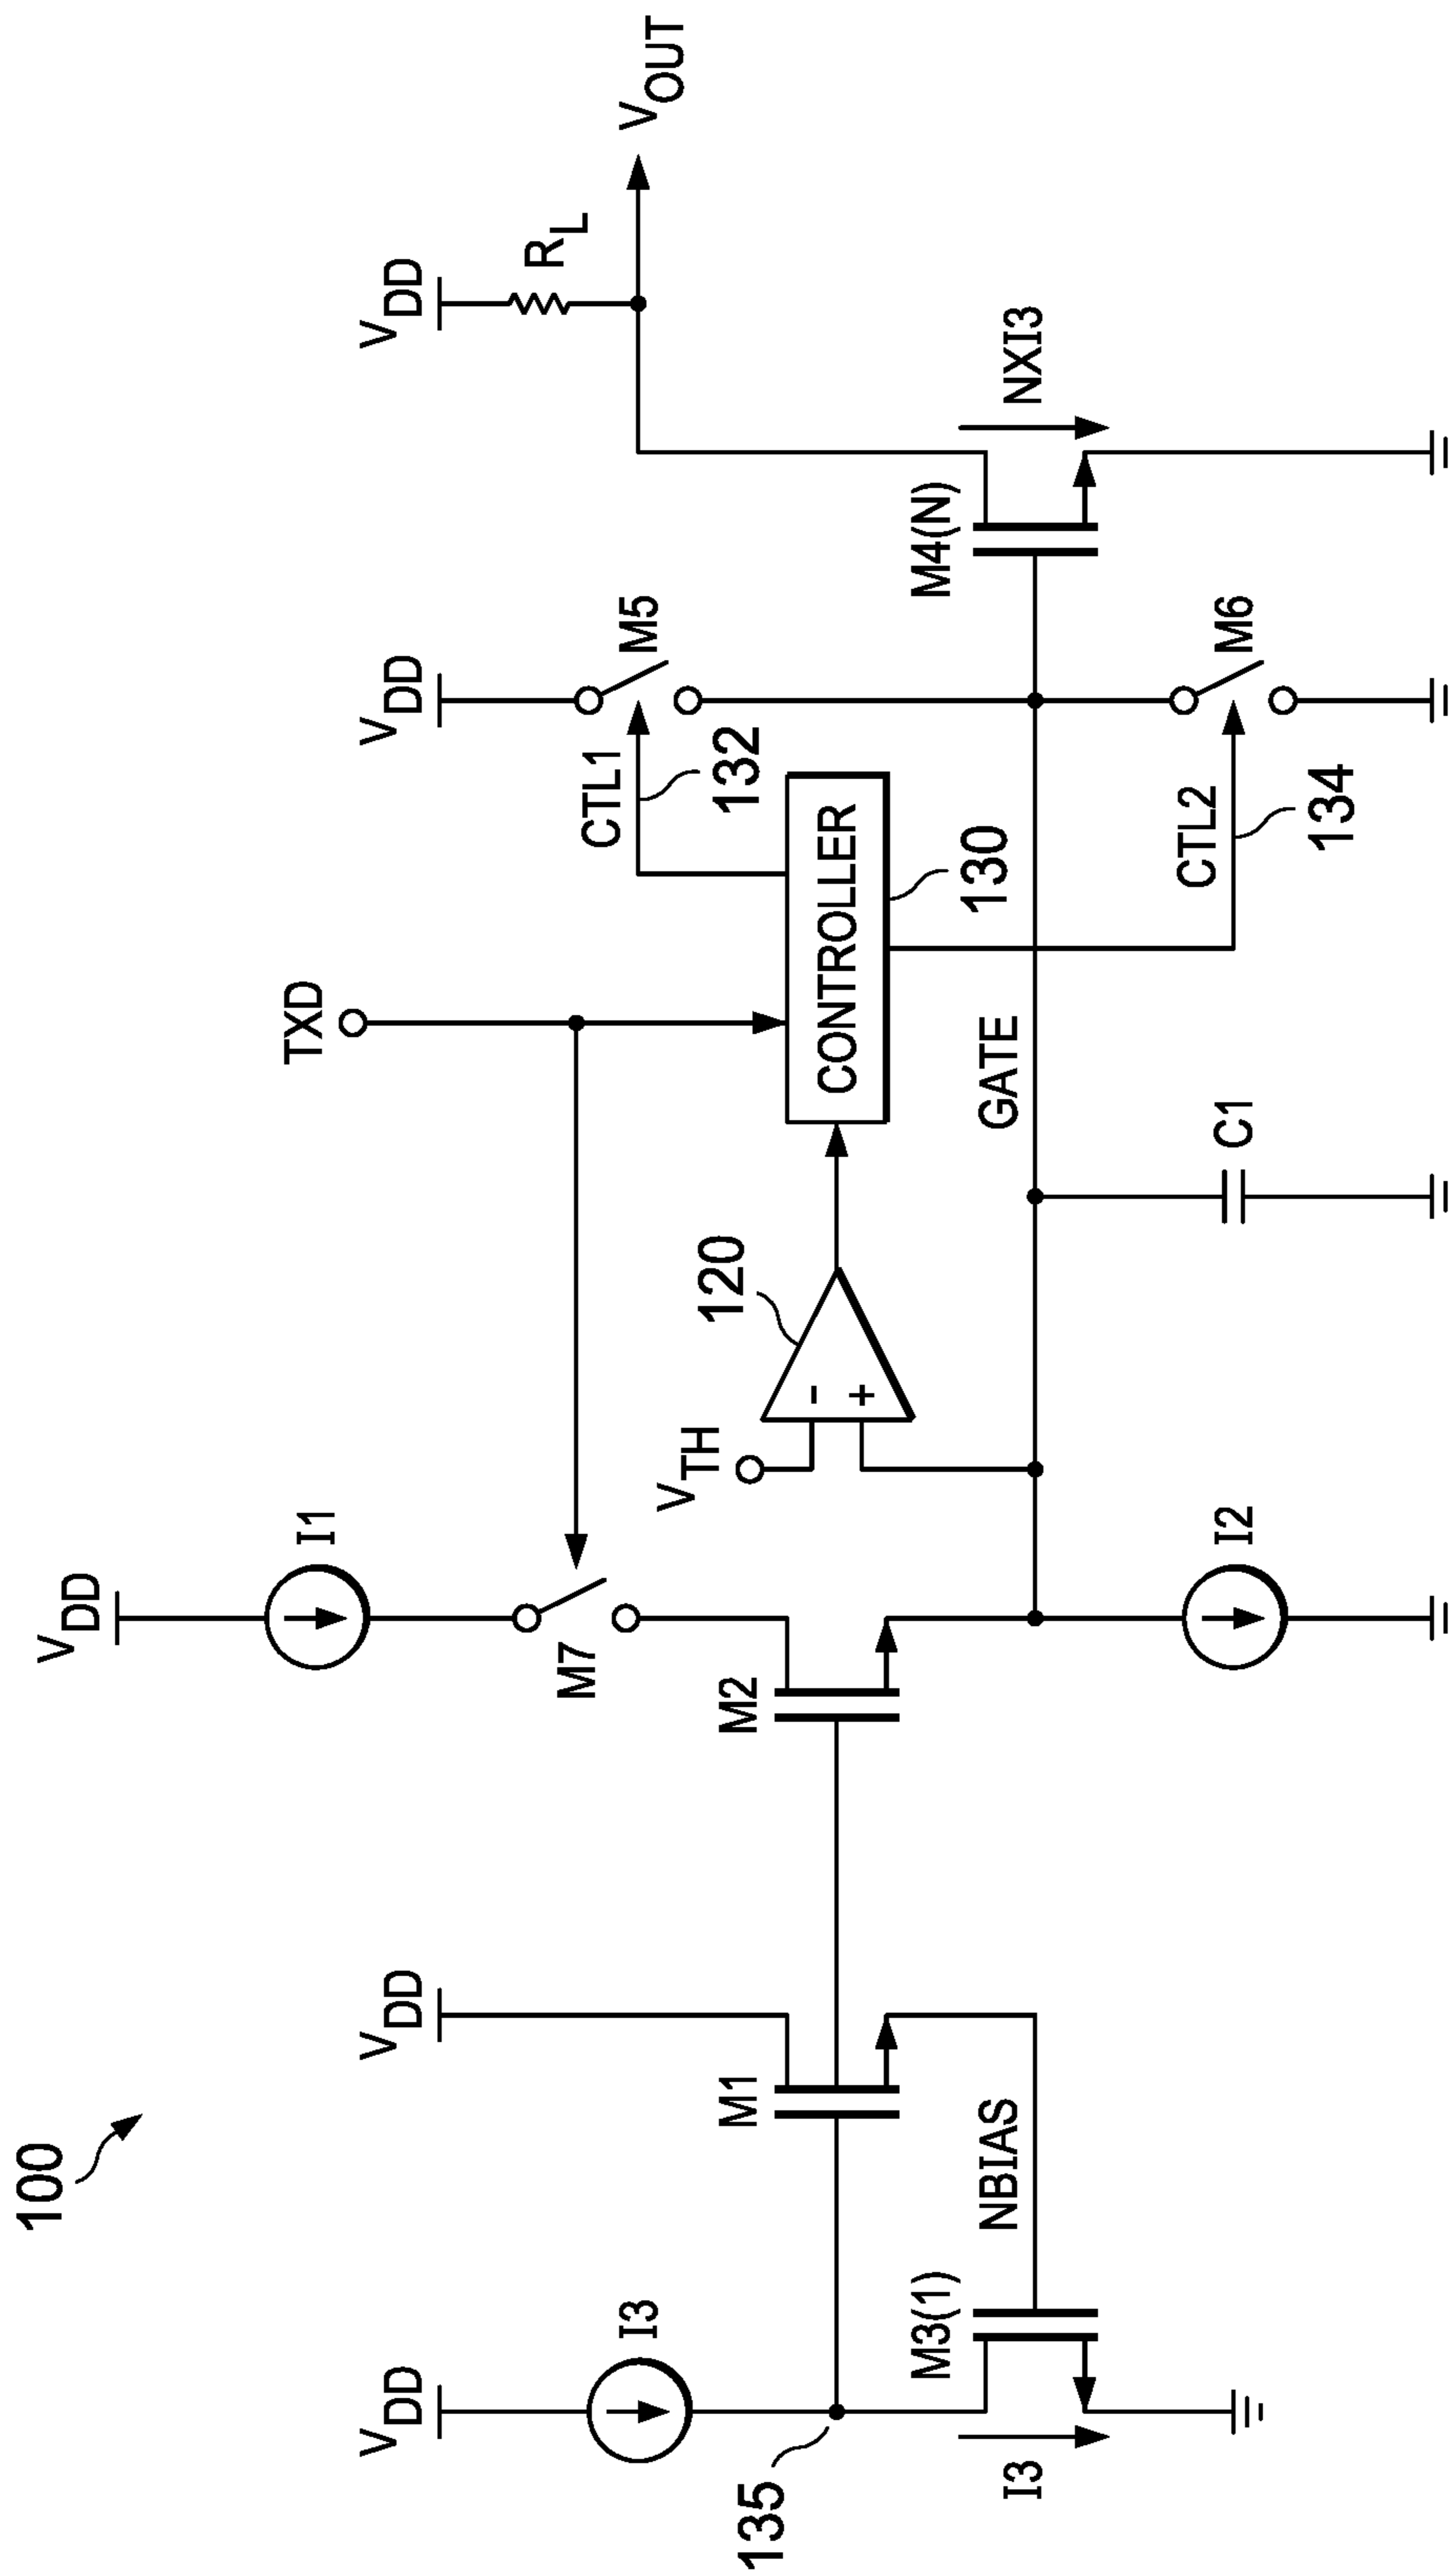 100
VDD
I3
135
M3(1)
I3
NBIAS
VDD
M1
VDD
I1
M7
M2
I2
VTH
-
+
120
TXD
CONTROLLER
130
GATE
C1
CTL1
132
CTL2
134
VDD
M5
M6
M4(N)
NXI3
VDD
RL
VOUT